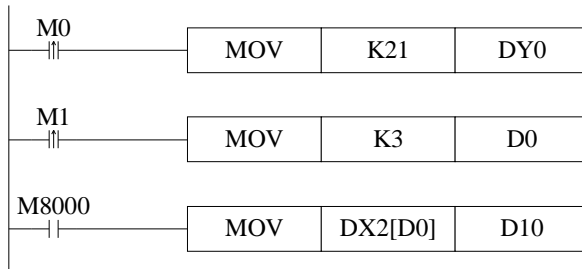 M0
MOV K21 DY0
M1
MOV K3 D0
M8000
MOV DX2[D0] D10